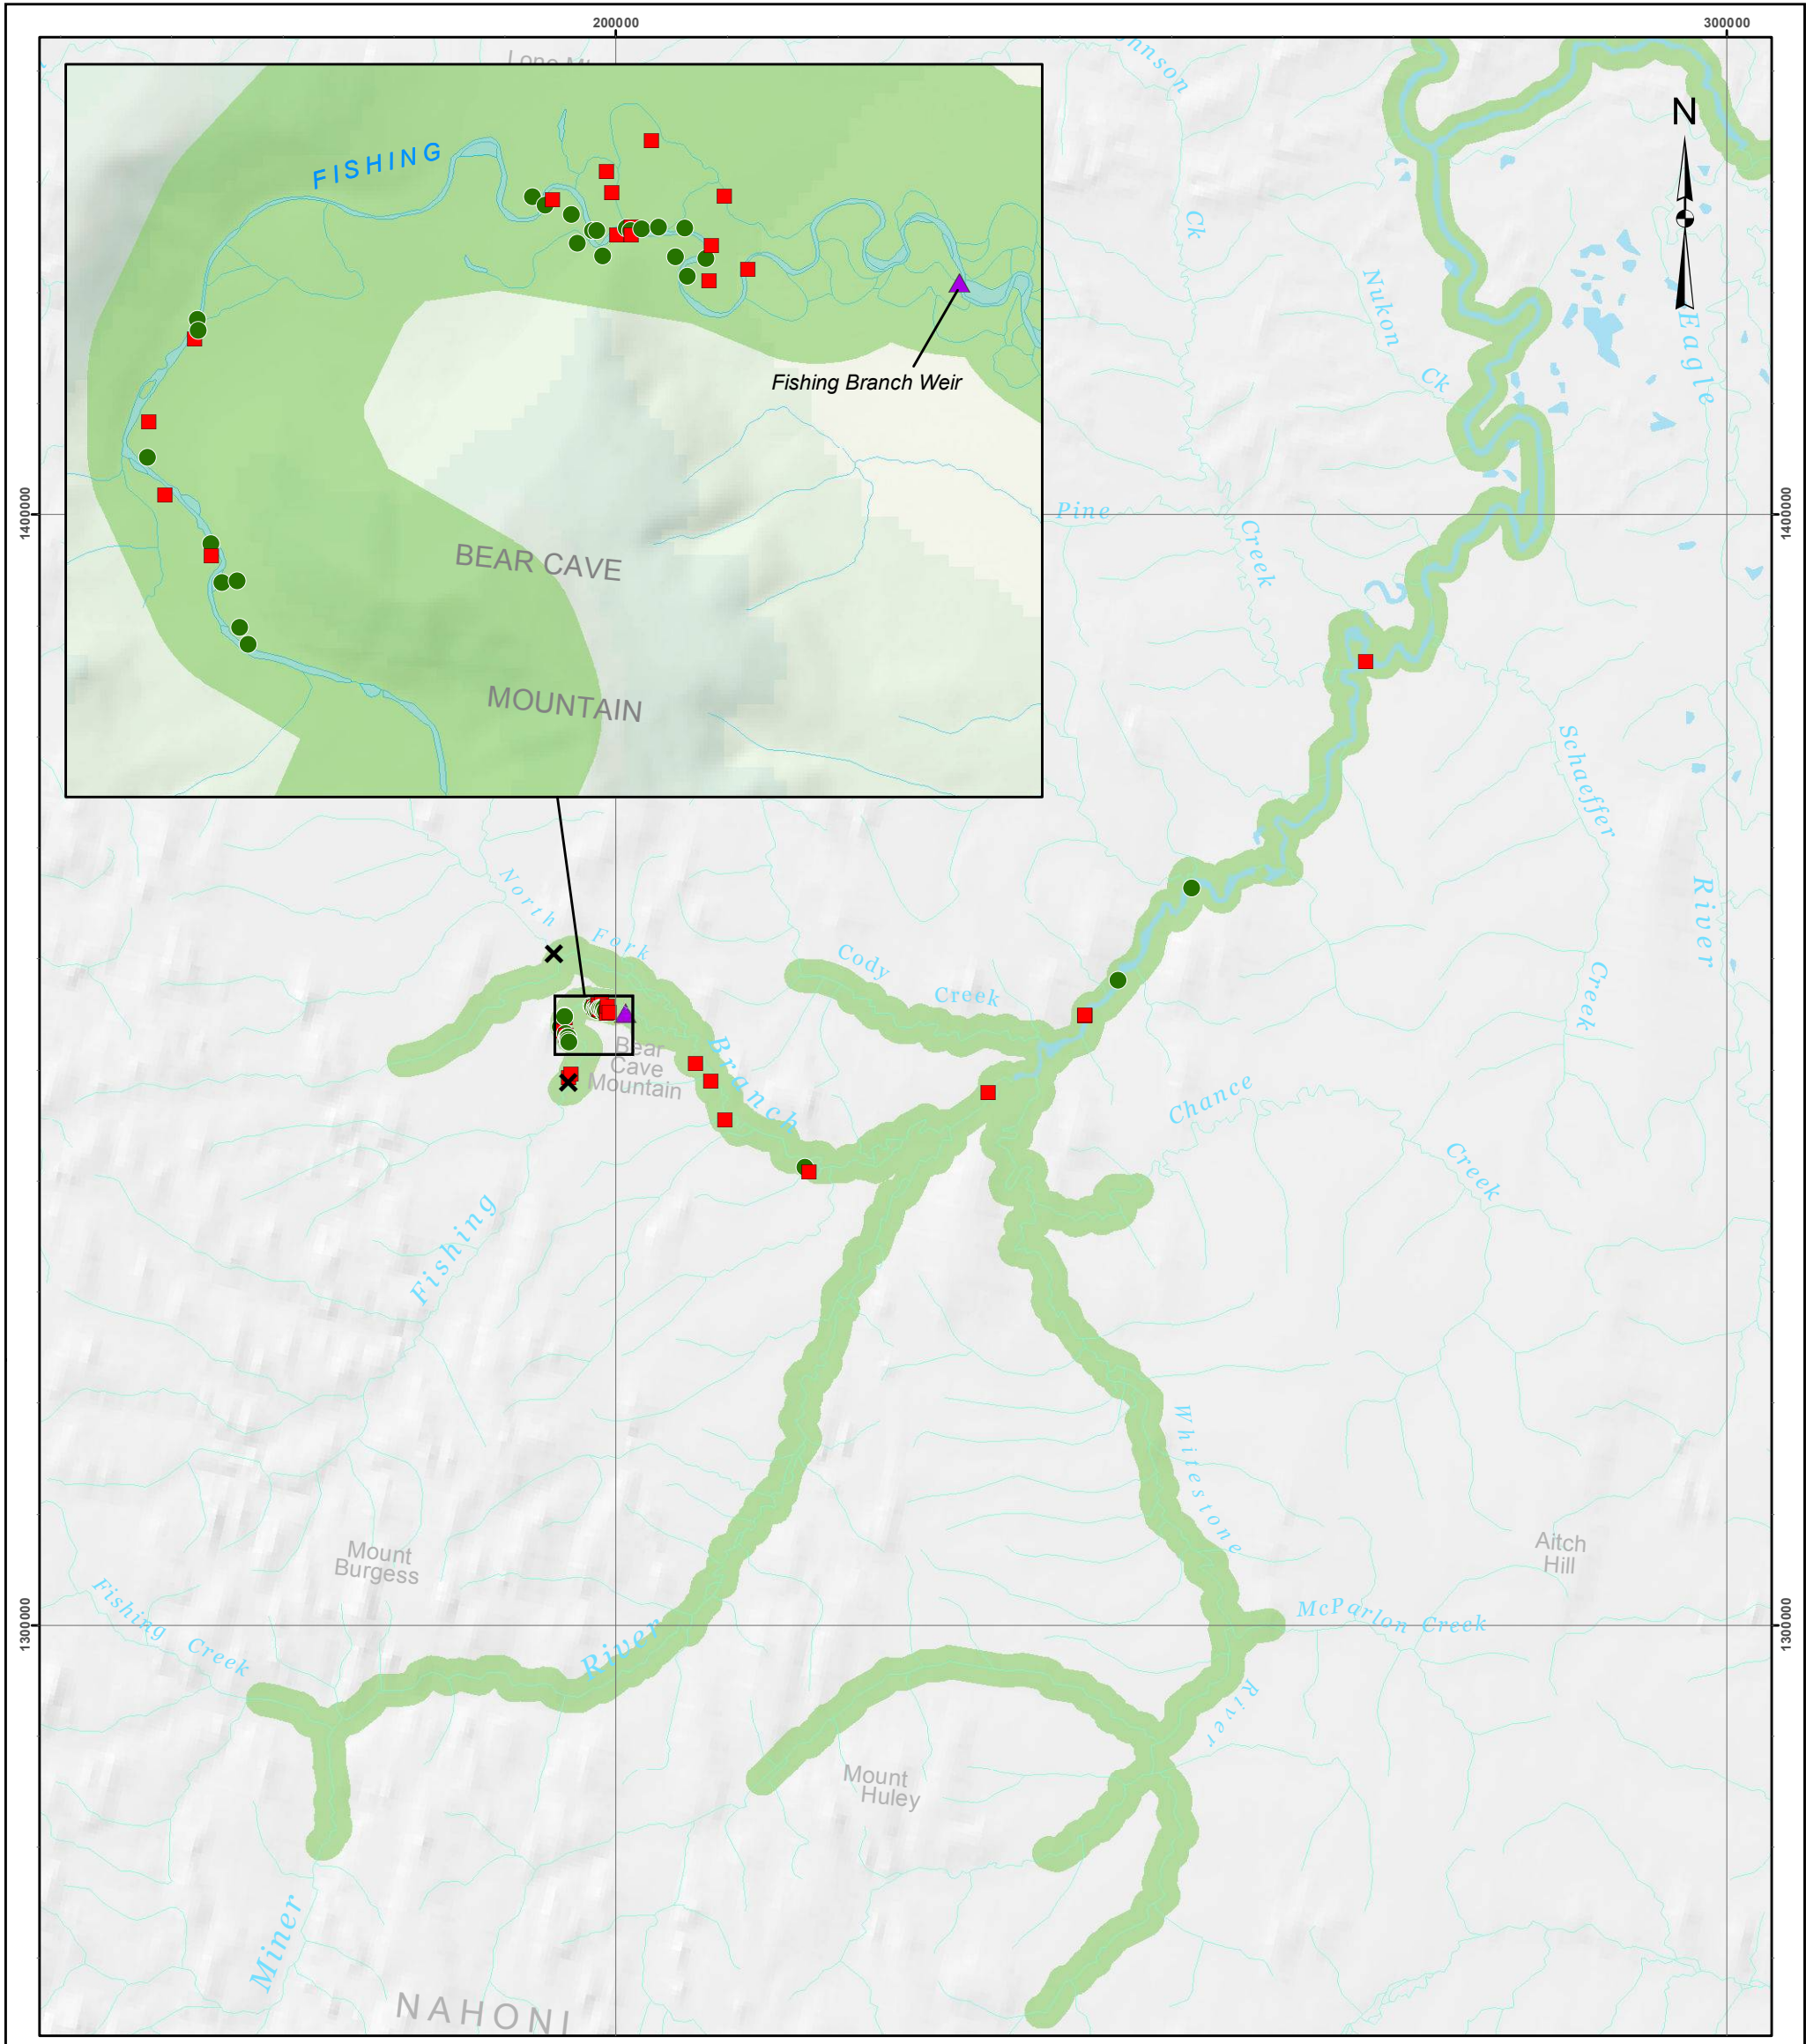 200000
300000
1400000
1400000
1300000
1300000
N
FISHING
Fishing Branch Weir
BEAR CAVE
MOUNTAIN
Ck
Nukon
Ck
Eagle
River
Pine
Creek
Schaeffer
Creek
North
Fork
Branch
Cody
Creek
Bear
Cave
Mountain
Chance
Creek
Fishing
Whitestone
River
Mount
Burgess
Aitch
Hill
Fishing Creek
River
McParlon Creek
Mount
Huley
Miner
NAHONI